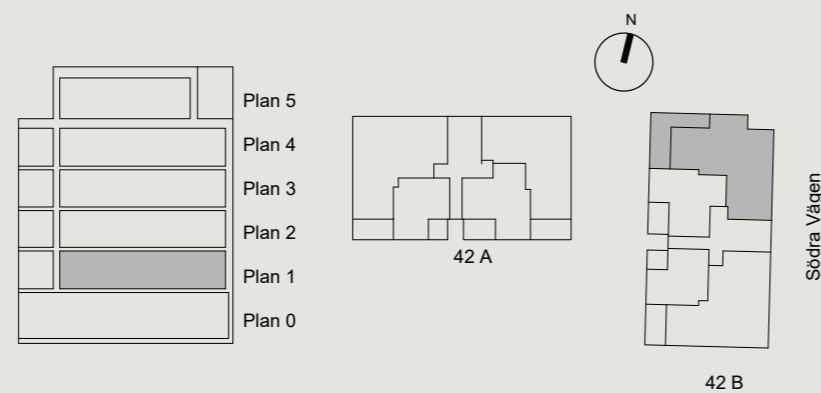 N
Plan 5
Plan 4
Plan 3
Plan 2
Plan 1
Plan 0
42 A
Södra Vägen
42 B